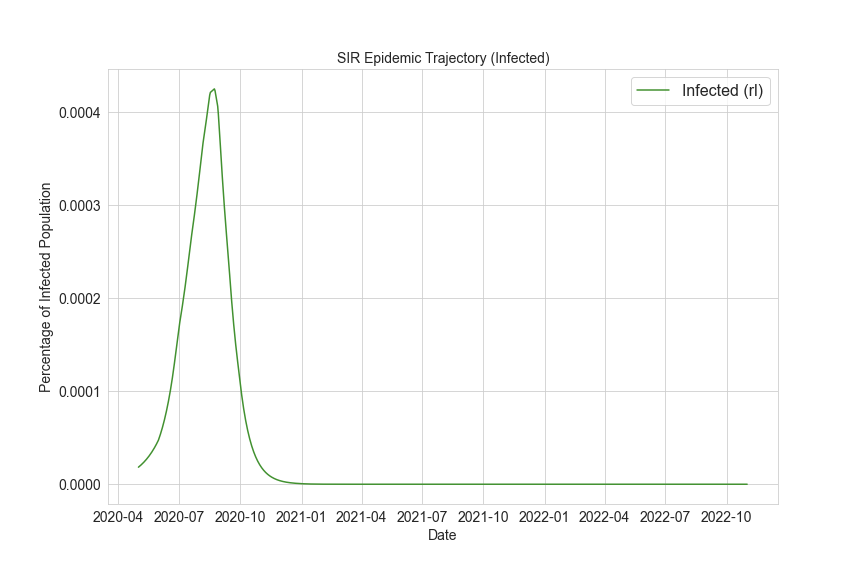 SIR Epidemic Trajectory (Infected)
Infected (rI)
Percentage of Infected Population
0.0004
0.0003
0.0002
0.0001
0.0000
2020-04 2020-07 2020-10 2021-01 2021-04 2021-07 2021-10 2022-01 2022-04 2022-07 2022-10
Date